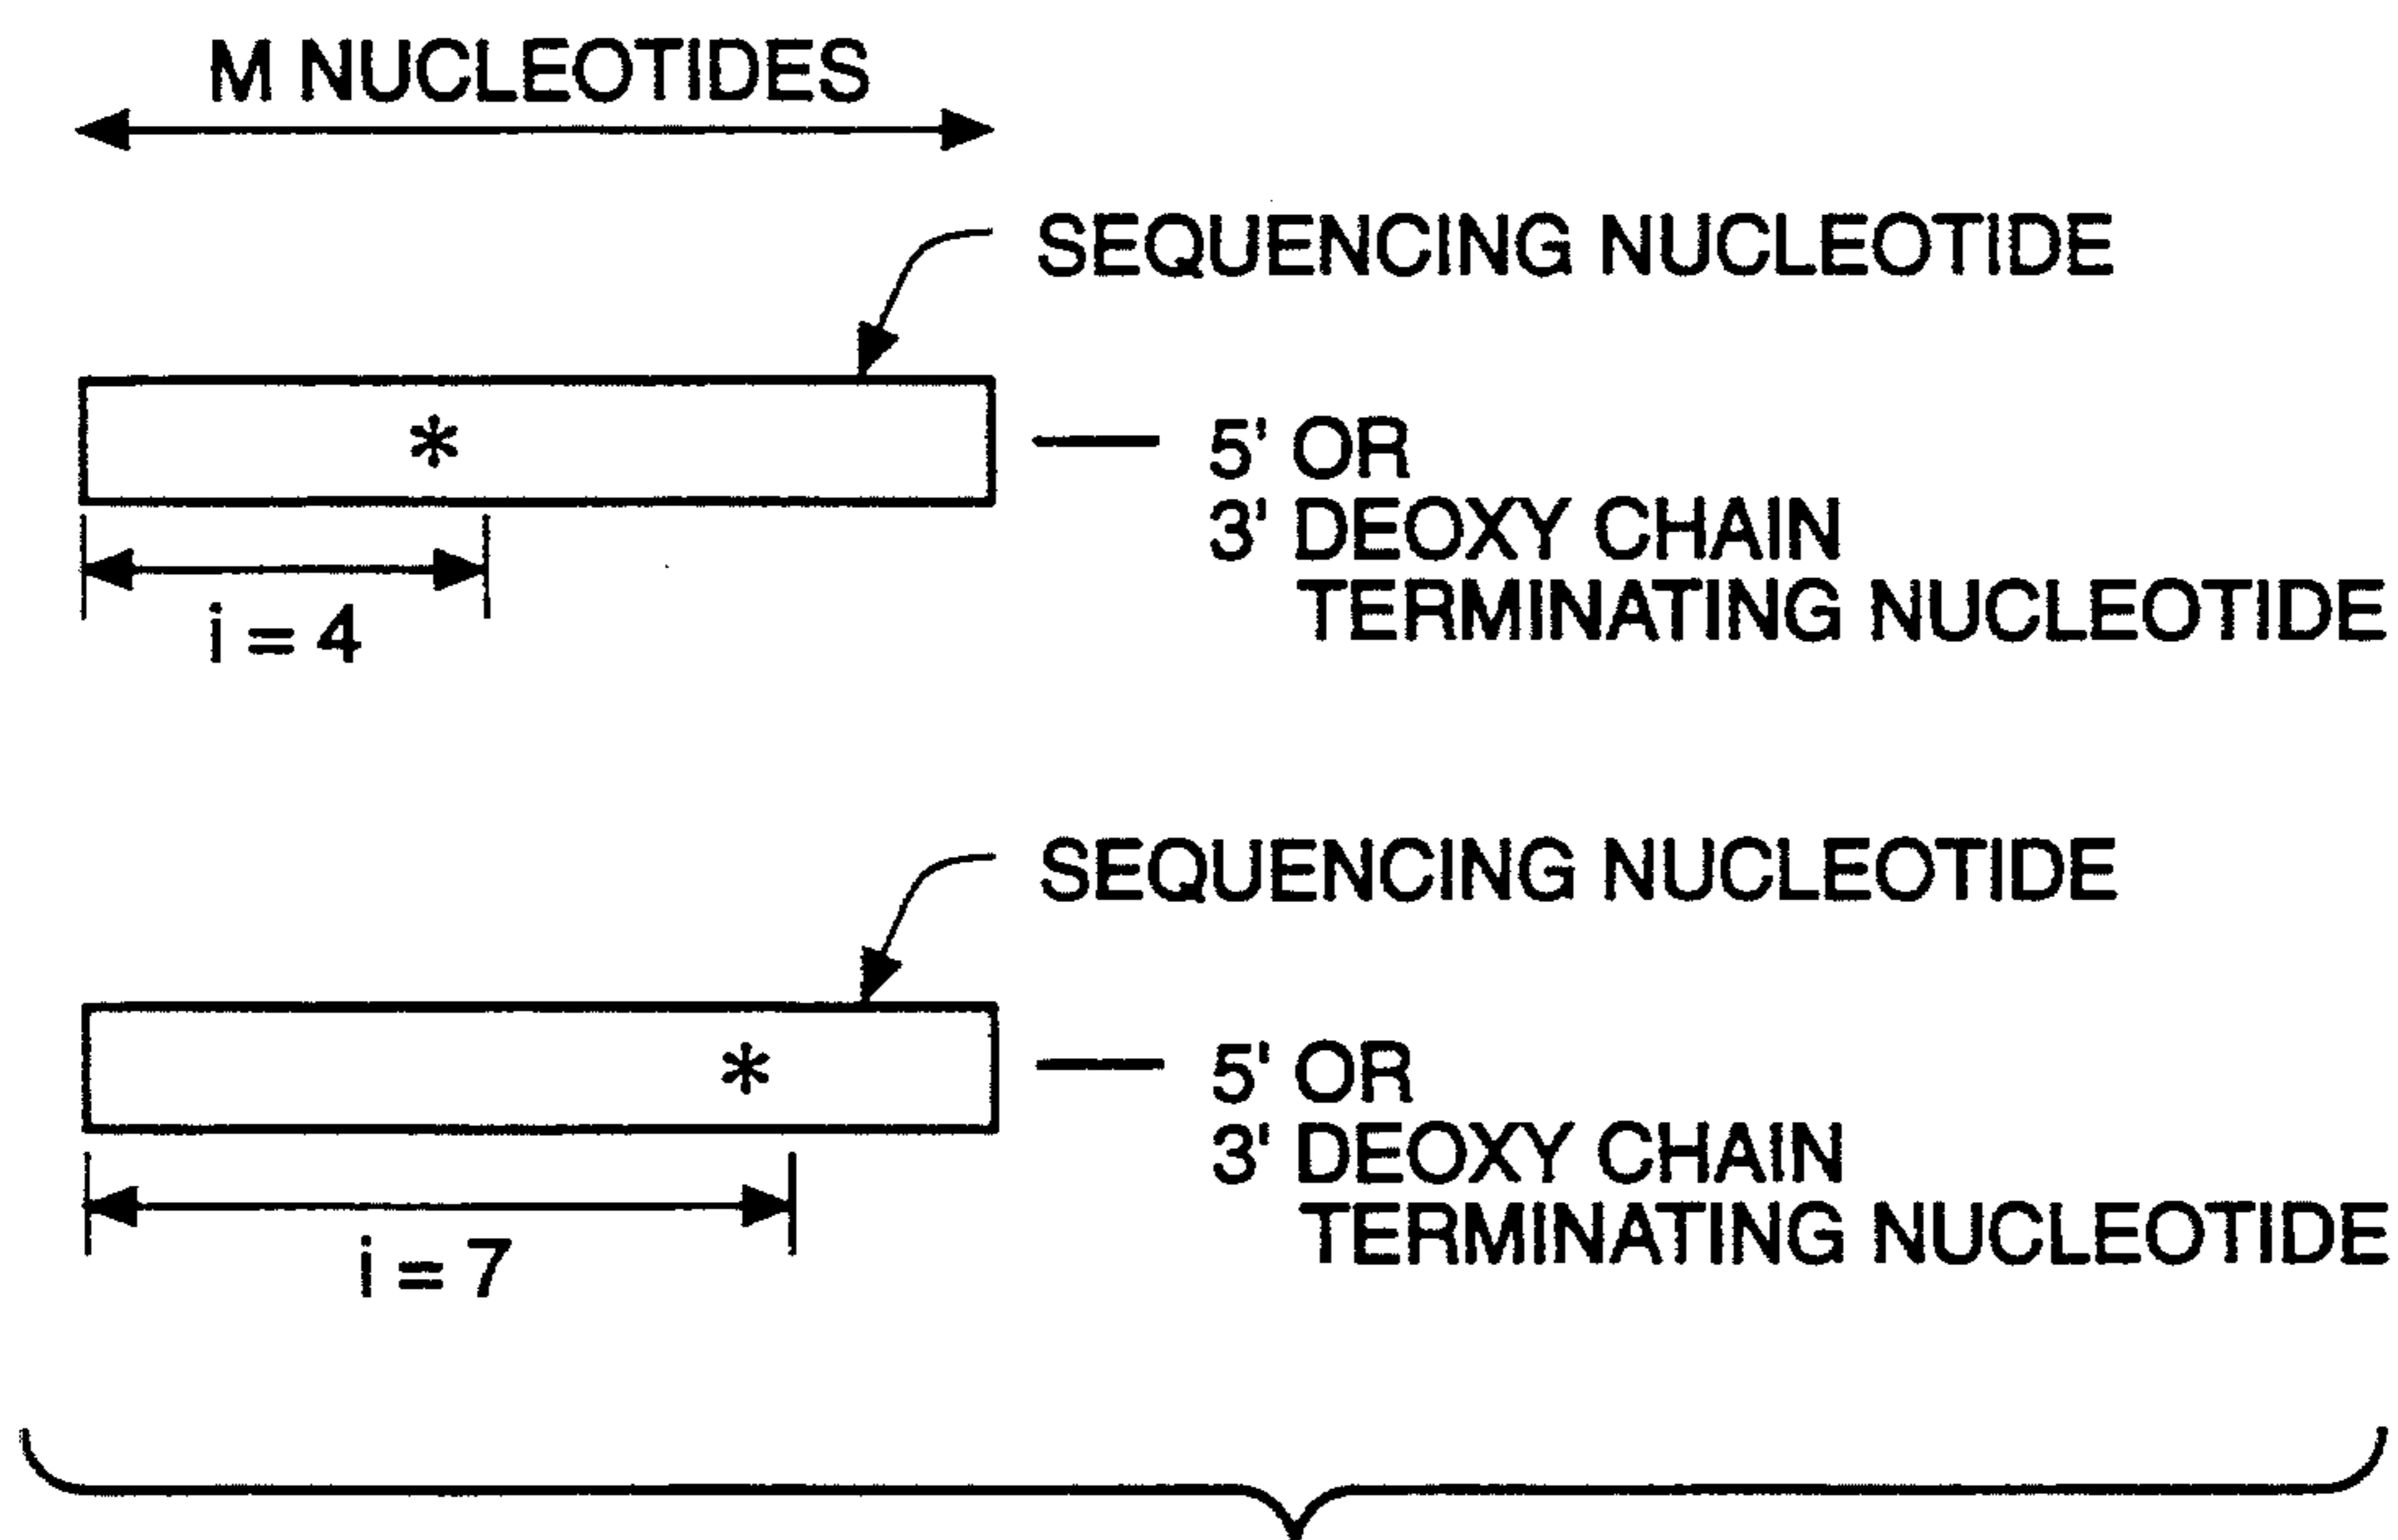 M NUCLEOTIDES
SEQUENCING NUCLEOTIDE
*
5' OR
3' DEOXY CHAIN
TERMINATING NUCLEOTIDE
i = 4
SEQUENCING NUCLEOTIDE
*
5' OR
3' DEOXY CHAIN
TERMINATING NUCLEOTIDE
i = 7